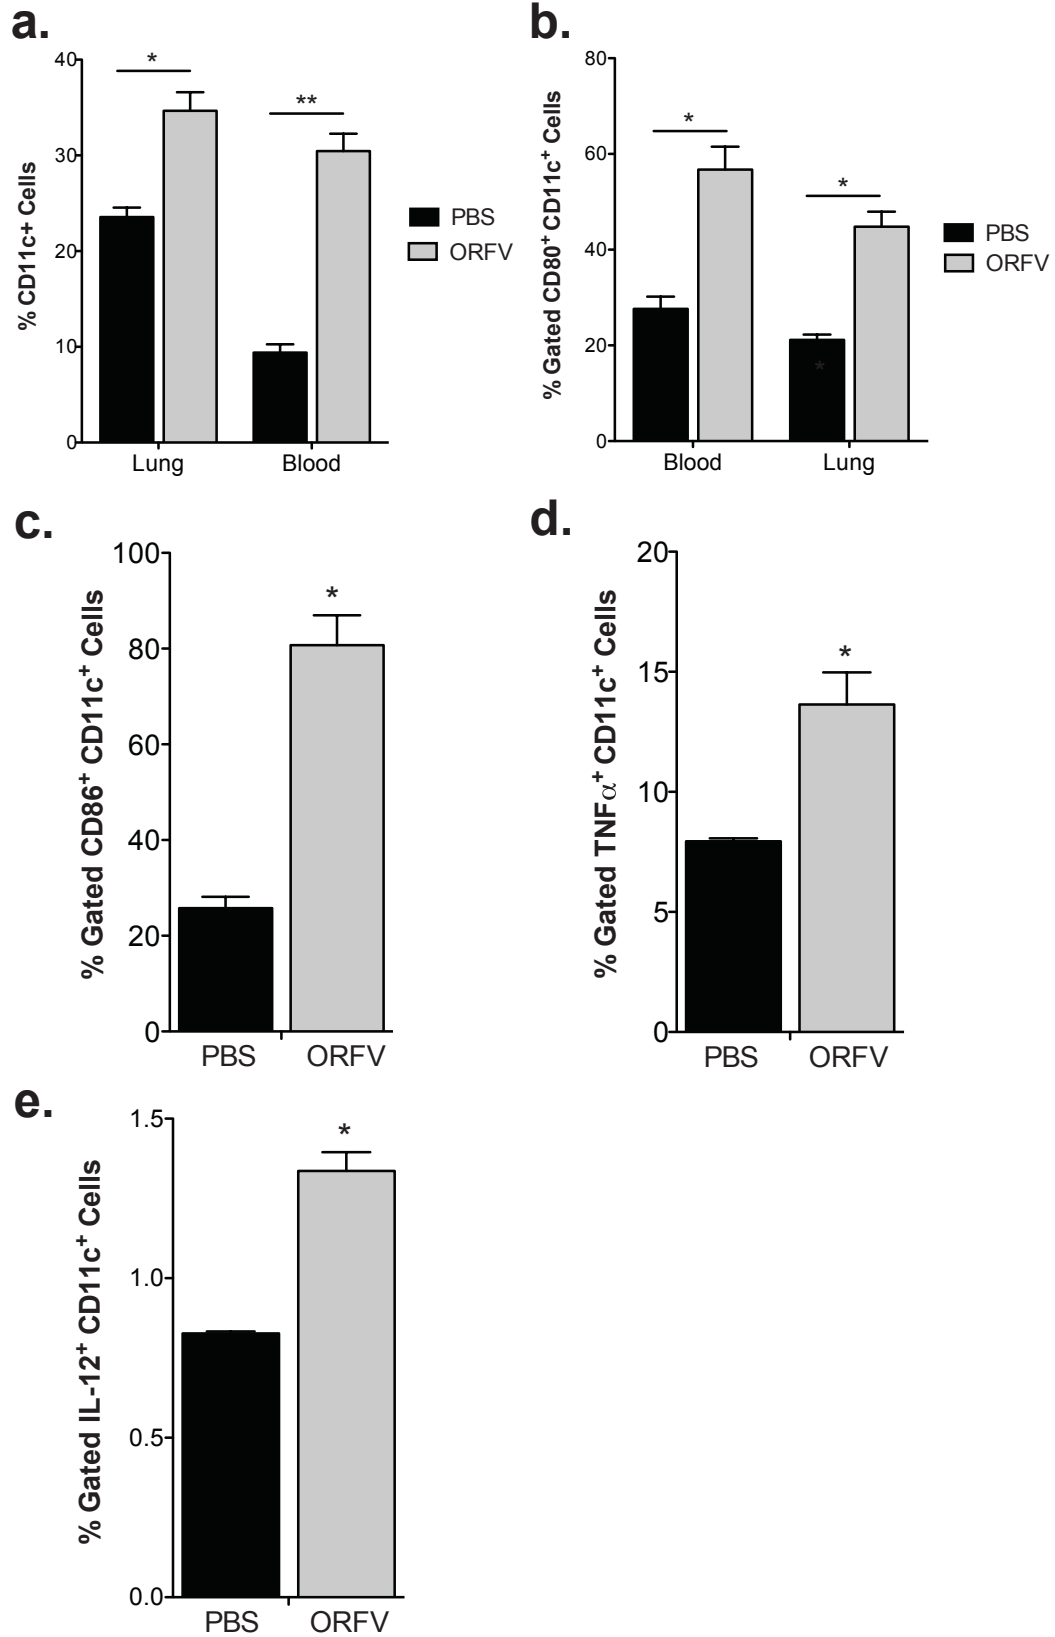 a.
% CD11c+ Cells
40
30
20
10
0
*
**
Lung
Blood
PBS
ORFV
b.
% Gated CD80⁺ CD11c⁺ Cells
80
60
40
20
0
*
*
*
Blood
Lung
PBS
ORFV
c.
% Gated CD86⁺ CD11c⁺ Cells
100
80
60
40
20
0
*
PBS
ORFV
d.
% Gated TNFα⁺ CD11c⁺ Cells
20
15
10
5
0
*
PBS
ORFV
e.
% Gated IL-12⁺ CD11c⁺ Cells
1.5
1.0
0.5
0.0
*
PBS
ORFV